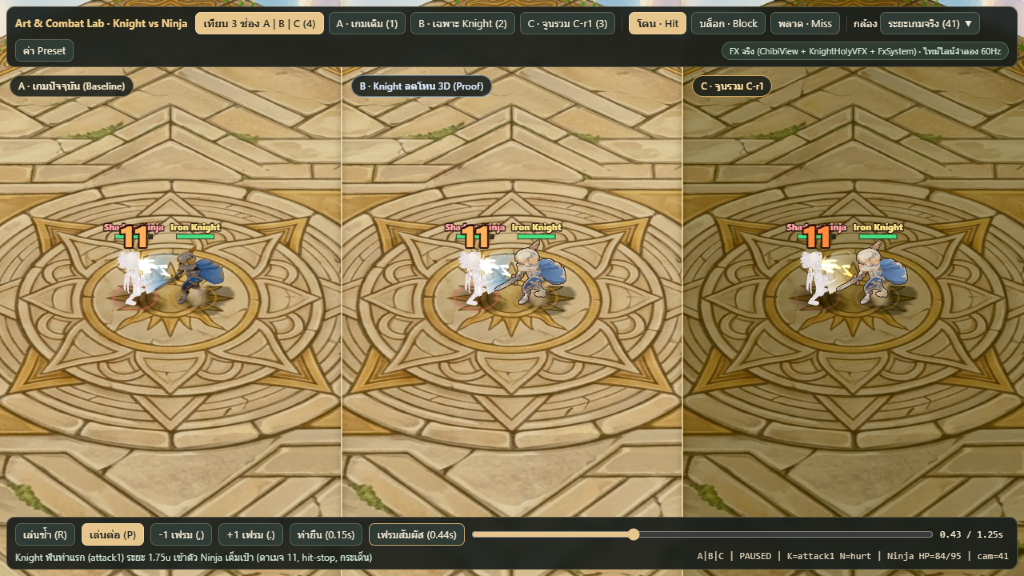 Art & Combat Lab · Knight vs Ninja
เทียบ 3 ช่อง A | B | C (4)
A · เกมเดิม (1)
B · เฉพาะ Knight (2)
C · จูนรวม C-r1 (3)
โดน · Hit
บล็อก · Block
พลาด · Miss
กล้อง
ระยะเกมจริง (41) ▼
ค่า Preset
FX จริง (ChibiView + KnightHolyVFX + FxSystem) · ไทม์ไลน์จำลอง 60Hz
A · เกมปัจจุบัน (Baseline)
B · Knight ลดโทน 3D (Proof)
C · จูนรวม C-r1
11
Iron Knight
11
Iron Knight
11
Iron Knight
เล่นซ้ำ (R)
เล่นต่อ (P)
-1 เฟรม (,)
+1 เฟรม (.)
ท่ายืน (0.15s)
เฟรมสัมผัส (0.44s)
0.43 / 1.25s
Knight ฟันท่าแรก (attack1) ระยะ 1.75u เข้าตัว Ninja เต็มเป้า (ดาเมจ 11, hit-stop, กระเด็น)
A|B|C | PAUSED | K=attack1 N=hurt | Ninja HP=84/95 | cam=41